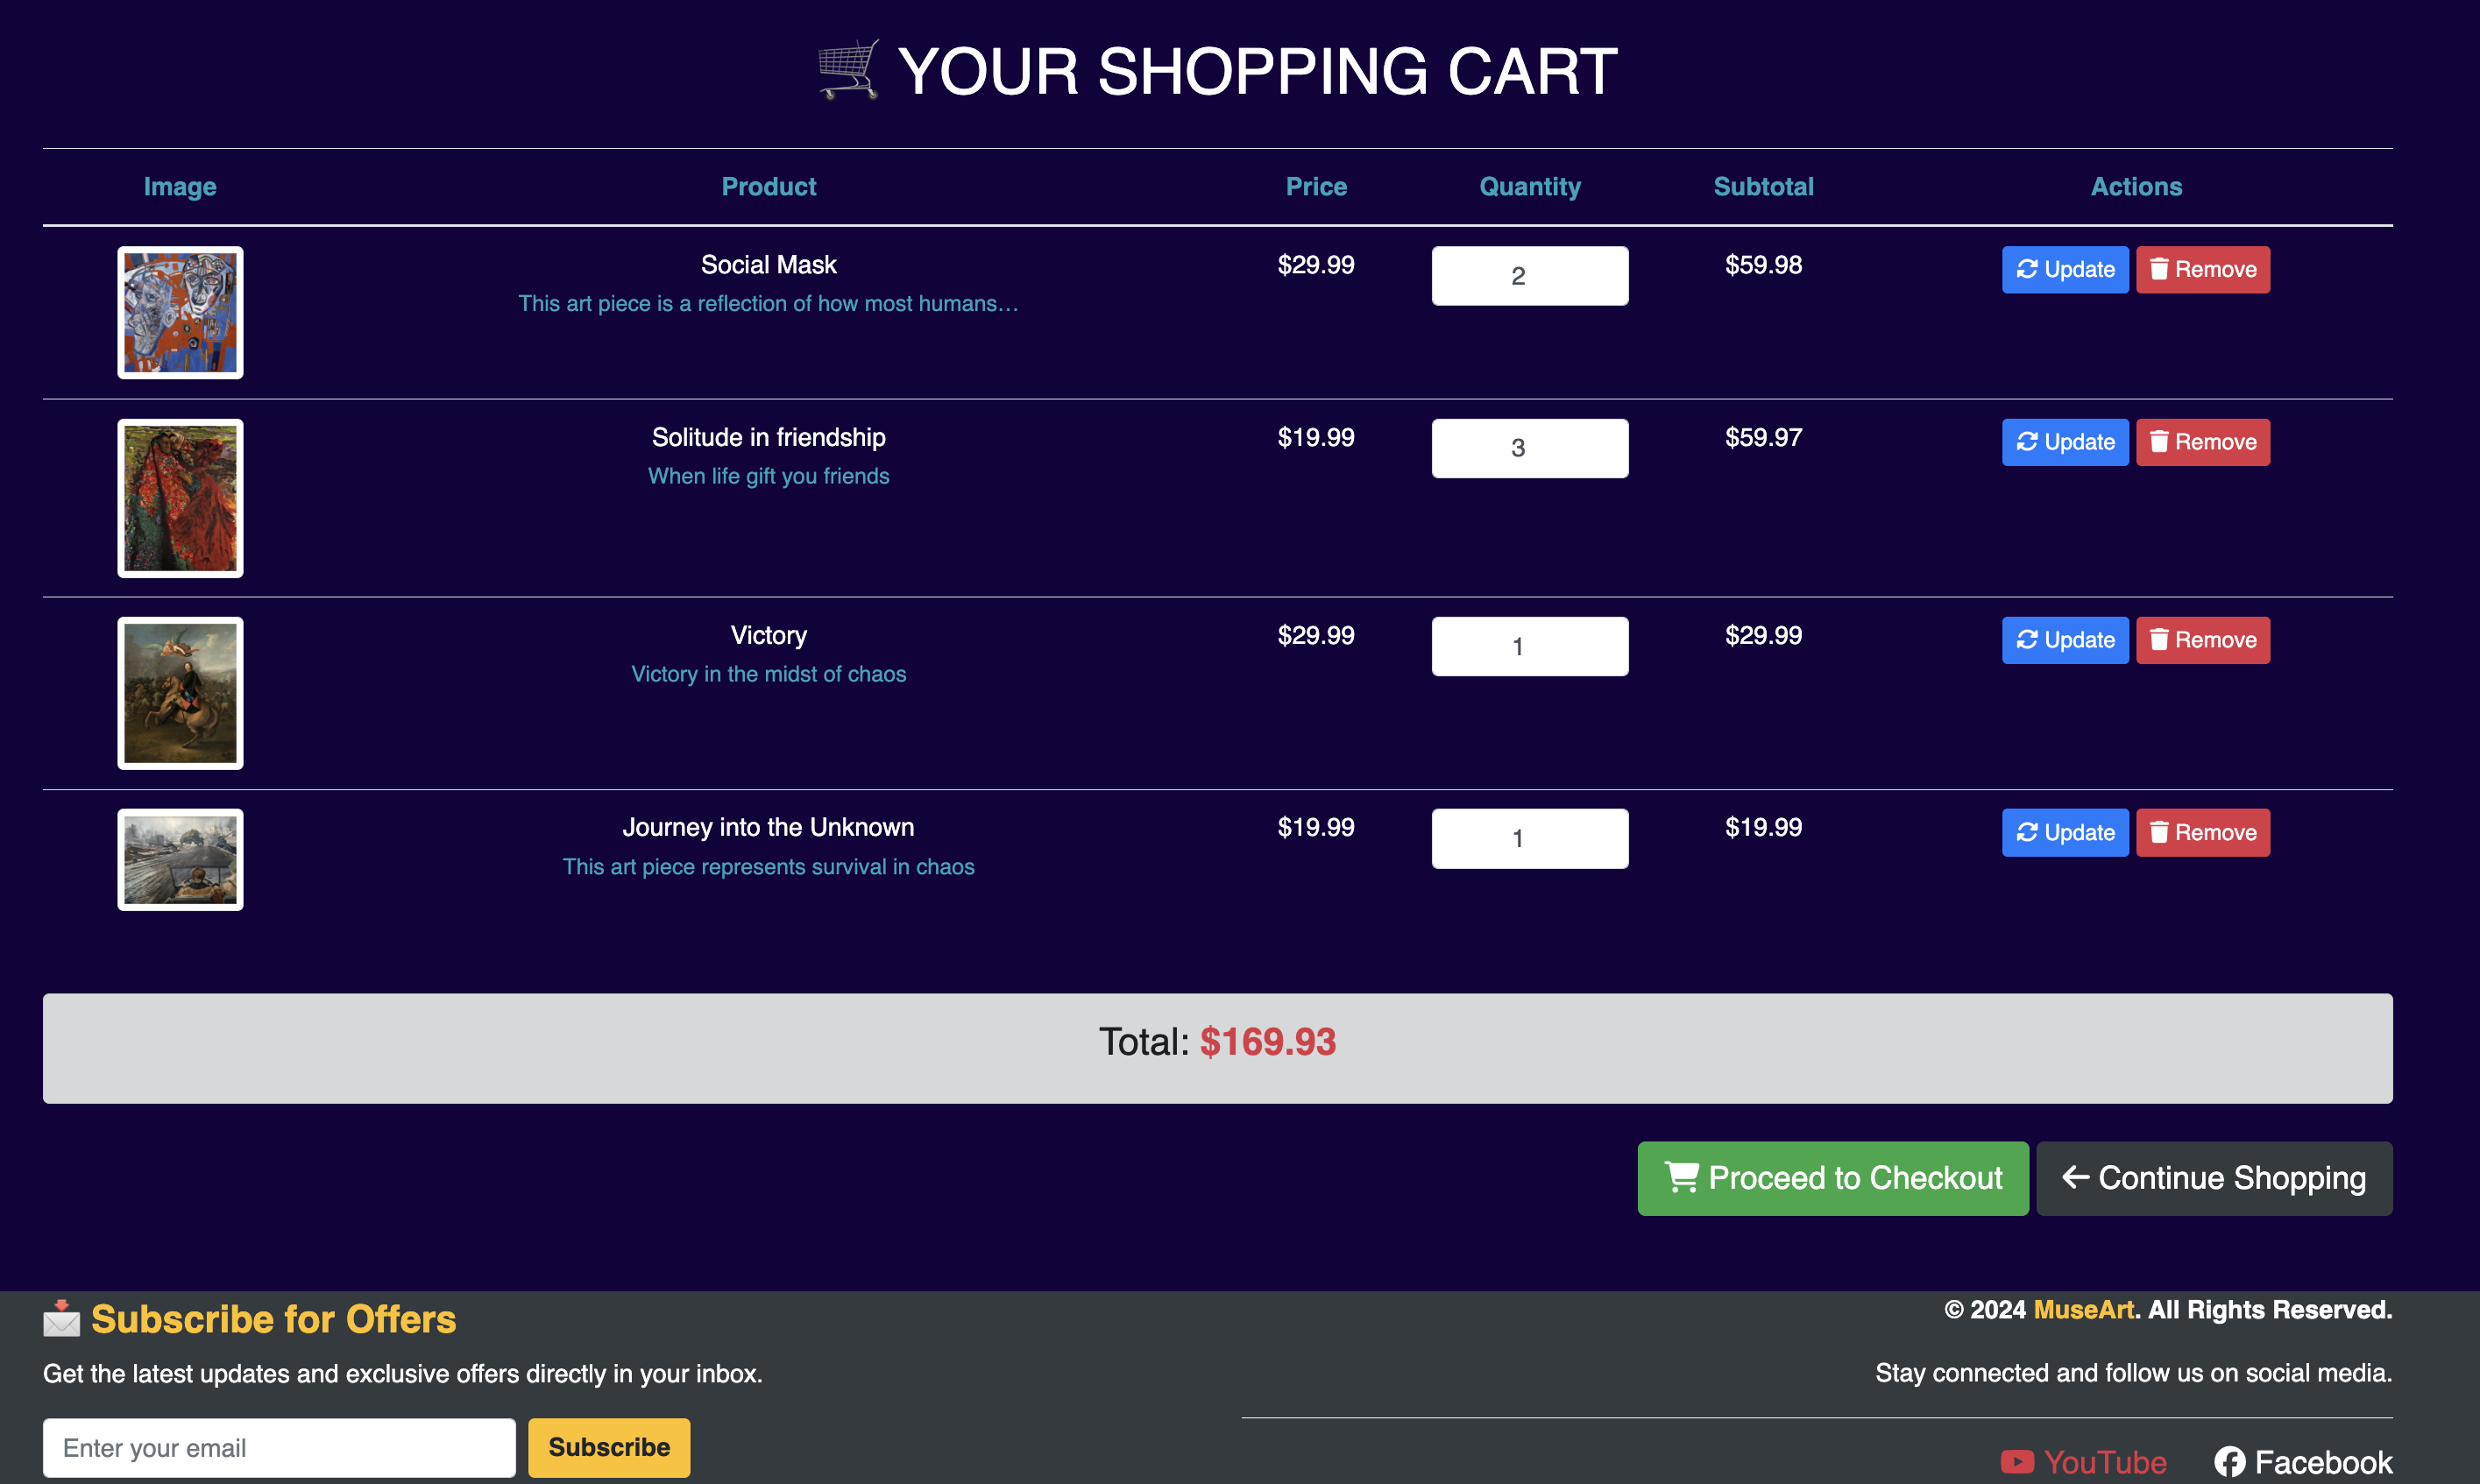 🛒 YOUR SHOPPING CART
Image Product Price Quantity Subtotal Actions
Social Mask $29.99 2 $59.98 Update Remove
This art piece is a reflection of how most humans…
Solitude in friendship $19.99 3 $59.97 Update Remove
When life gift you friends
Victory $29.99 1 $29.99 Update Remove
Victory in the midst of chaos
Journey into the Unknown $19.99 1 $19.99 Update Remove
This art piece represents survival in chaos
Total: $169.93
Proceed to Checkout Continue Shopping
📩 Subscribe for Offers
Get the latest updates and exclusive offers directly in your inbox.
Enter your email Subscribe
© 2024 MuseArt. All Rights Reserved.
Stay connected and follow us on social media.
YouTube Facebook